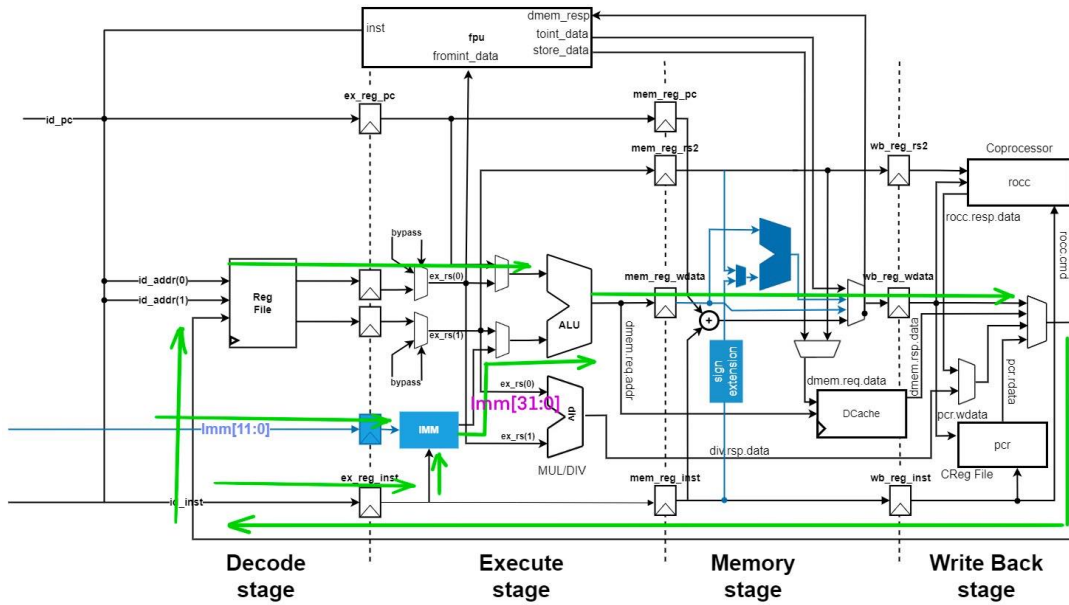 dmem_resp
inst
toint_data
fpu
store_data
fromint_data
ex_reg_pc
mem_reg_pc
id_pc
mem_reg_rs2
wb_reg_rs2
Coprocessor
rocc
rocc.resp.data
rocc.cmd
bypass
id_addr(0)
id_addr(1)
Reg
File
ex_rs(0)
ex_rs(1)
bypass
ALU
mem_reg_wdata
wb_reg_wdata
+
dmem.req.addr
sign
extension
dmem.req.data
dmem.rsp.data
DCache
pcr.rdata
pcr.wdata
pcr
CReg File
ex_rs(0)
Imm[31:0]
div
ex_rs(1)
MUL/DIV
div.rsp.data
Imm[11:0]
IMM
id_inst
ex_reg_inst
mem_reg_inst
wb_reg_inst
Decode
stage
Execute
stage
Memory
stage
Write Back
stage